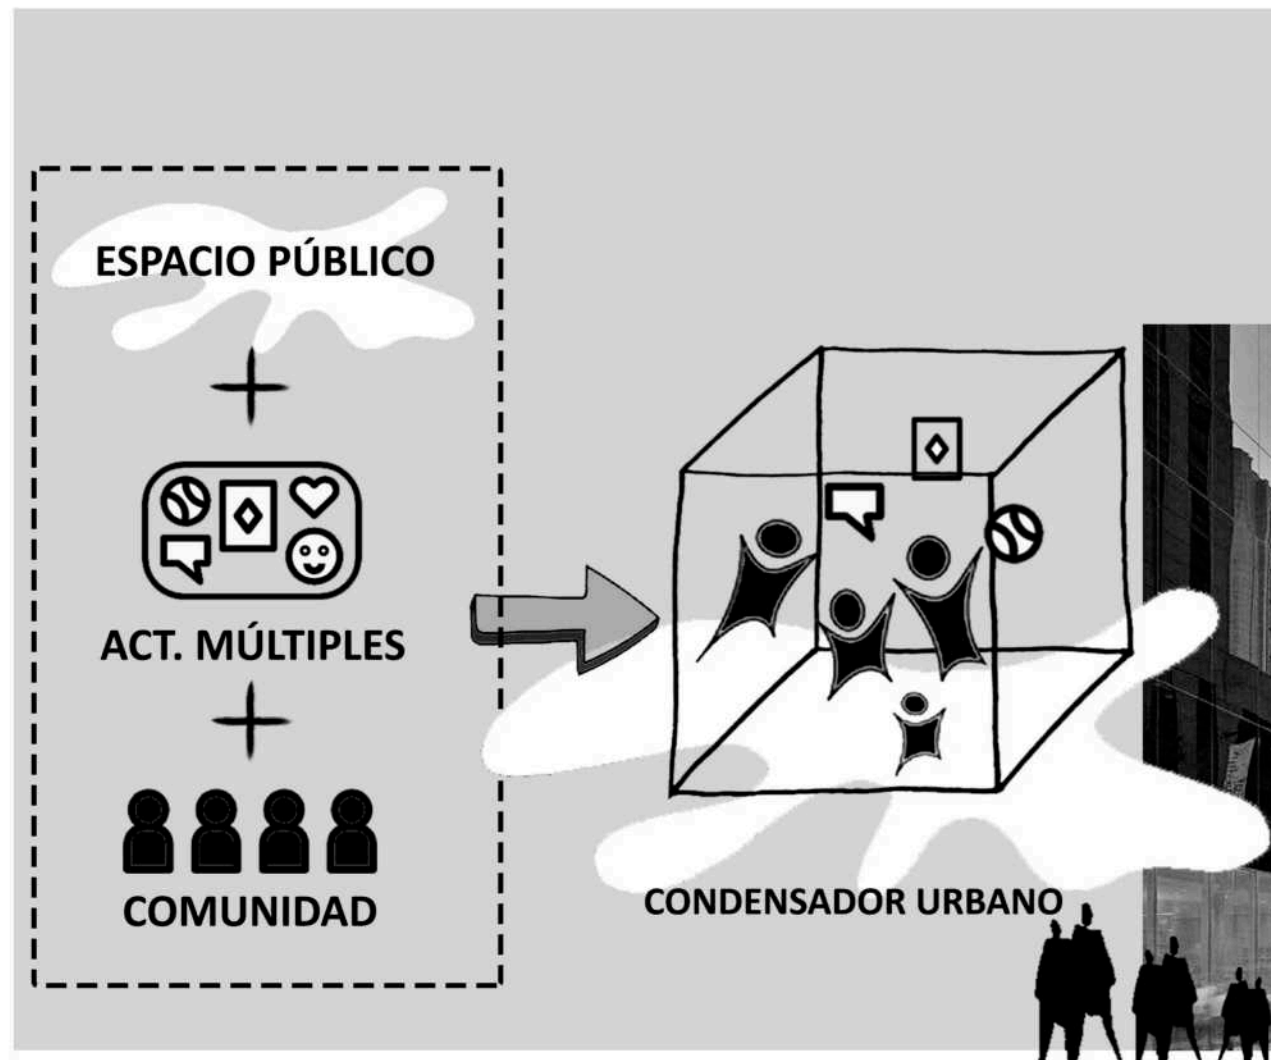 ESPACIO PÚBLICO
+
ACT. MÚLTIPLES
+
COMUNIDAD
CONDENSADOR URBANO